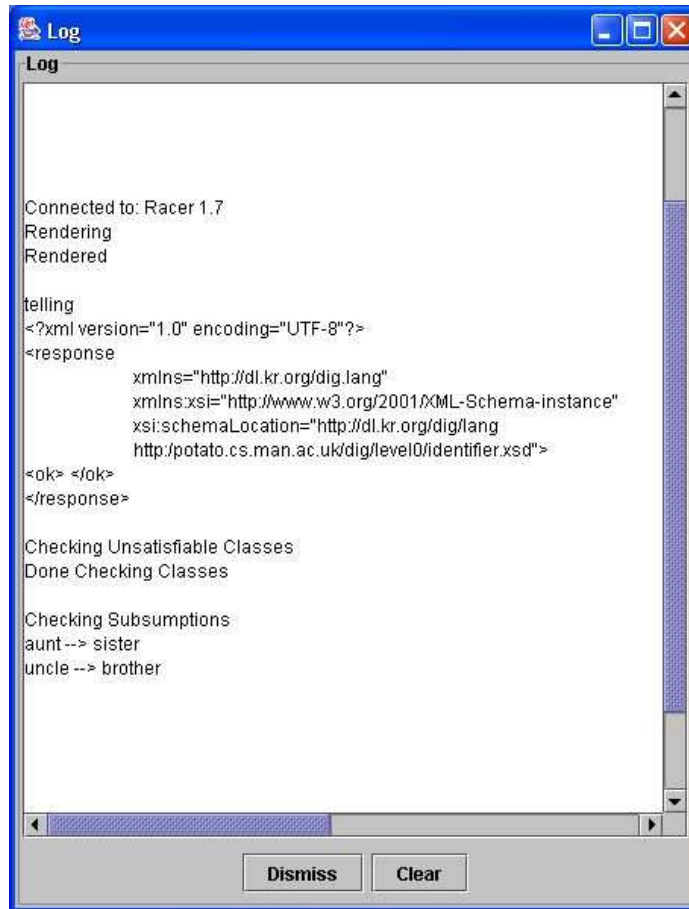 Log
Log
Connected to: Racer 1.7
Rendering
Rendered
telling
<?xml version="1.0" encoding="UTF-8"?>
<response
xmlns="http://dl.kr.org/dig.lang"
xmlns:xsi="http://www.w3.org/2001/XML-Schema-instance"
xsi:schemaLocation="http://dl.kr.org/dig/lang
http:/potato.cs.man.ac.uk/dig/level0/identifier.xsd">
<ok> </ok>
</response>
Checking Unsatisfiable Classes
Done Checking Classes
Checking Subsumptions
aunt --> sister
uncle --> brother
Dismiss Clear